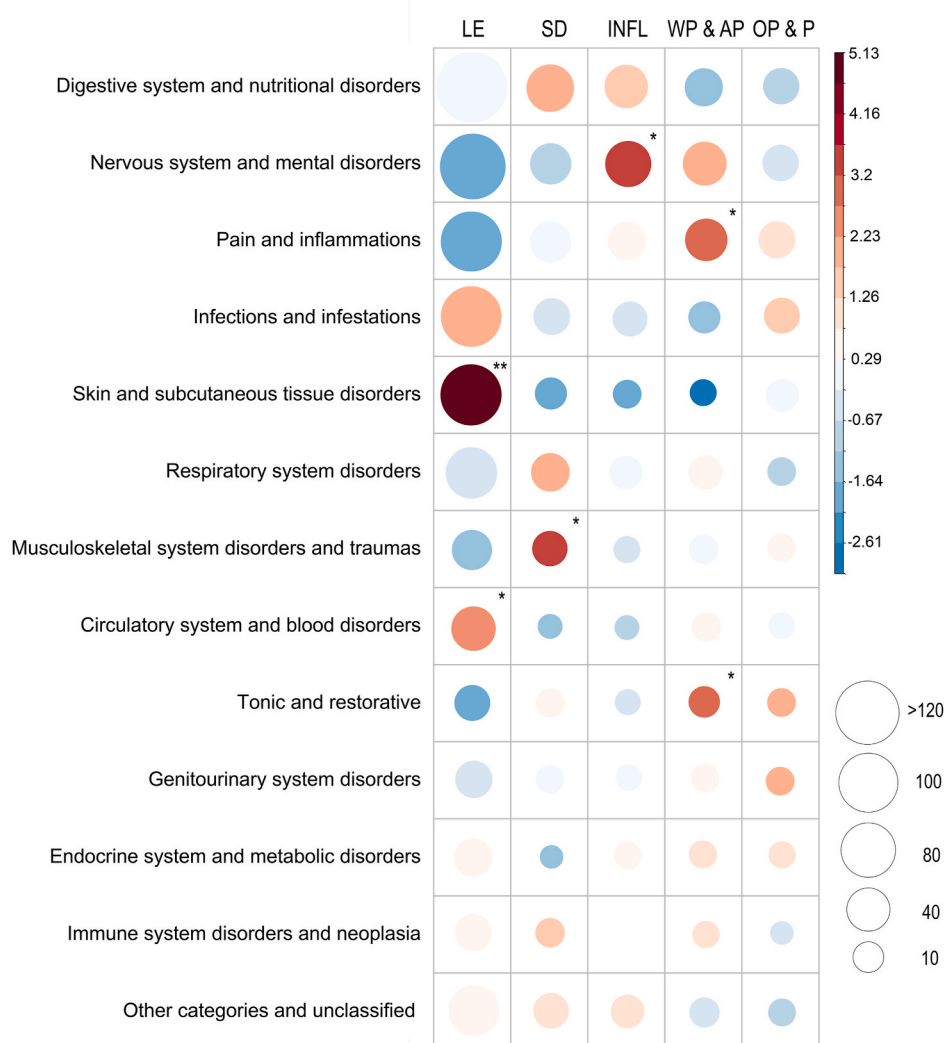 LE SD INFL WP & AP OP & P
Digestive system and nutritional disorders
Nervous system and mental disorders *
Pain and inflammations *
Infections and infestations
Skin and subcutaneous tissue disorders **
Respiratory system disorders
Musculoskeletal system disorders and traumas *
Circulatory system and blood disorders *
Tonic and restorative *
Genitourinary system disorders
Endocrine system and metabolic disorders
Immune system disorders and neoplasia
Other categories and unclassified
5.13
4.16
3.2
2.23
1.26
0.29
-0.67
-1.64
-2.61
>120
100
80
40
10